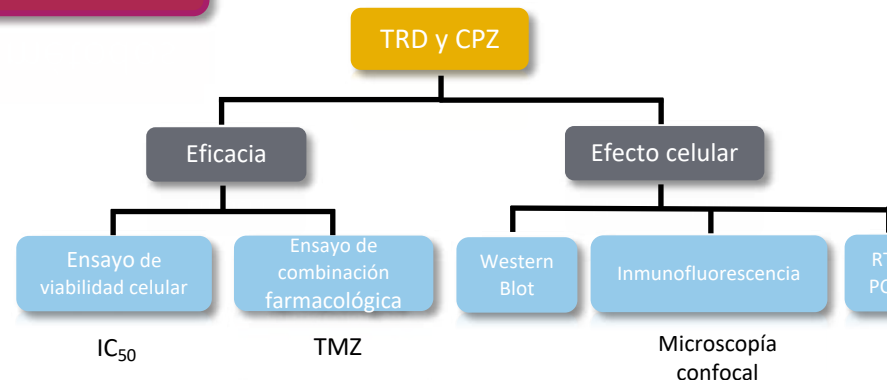 TRD y CPZ
Eficacia
Efecto celular
Ensayo de
viabilidad celular
Ensayo de
combinación
farmacológica
Western
Blot
Inmunofluorescencia
IC₅₀
TMZ
Microscopía
confocal